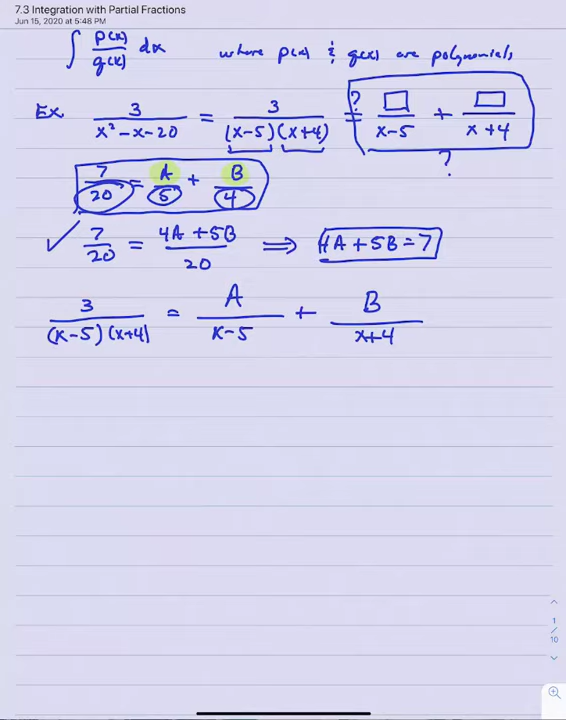 7.3 Integration with Partial Fractions
Jun 15, 2020 at 5:48 PM
∫ p(x)/q(x) dx where p(x) & q(x) are polynomials
Ex 3/(x²-x-20) = 3/((x-5)(x+4)) =? □/(x-5) + □/(x+4)
?
7/20 = A/5 + B/4
✓ 7/20 = (4A+5B)/20 ⟹ 4A+5B=7
3/((x-5)(x+4)) = A/(x-5) + B/(x+4)
1
/
10